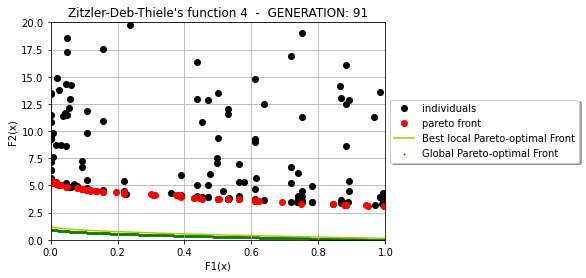 Zitzler-Deb-Thiele's function 4 - GENERATION: 91
F2(x)
20.0
17.5
15.0
12.5
10.0
7.5
5.0
2.5
0.0
0.0 0.2 0.4 0.6 0.8 1.0
F1(x)
individuals
pareto front
Best local Pareto-optimal Front
Global Pareto-optimal Front